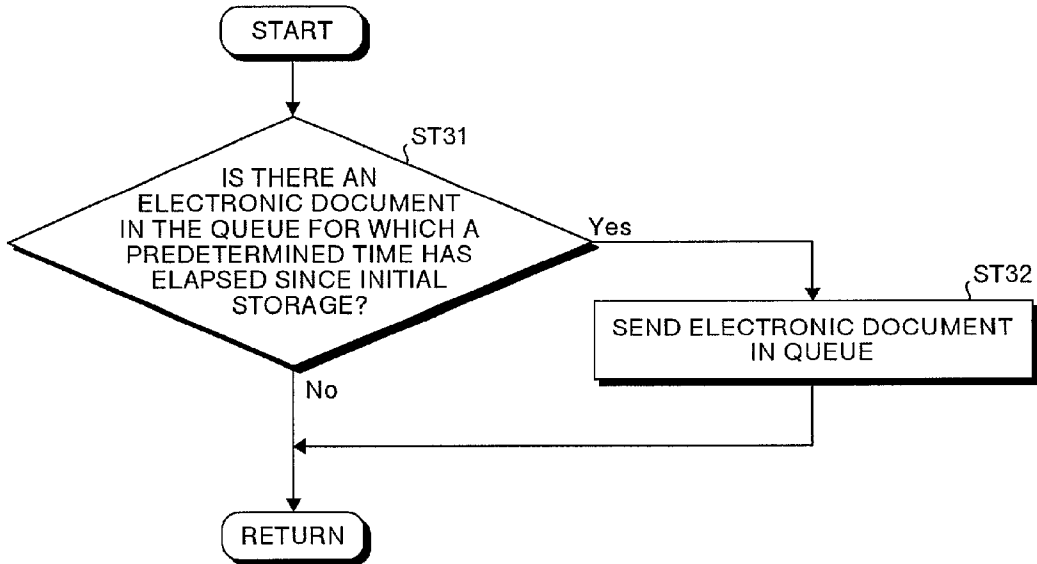 START
ST31
IS THERE AN
ELECTRONIC DOCUMENT
IN THE QUEUE FOR WHICH A
PREDETERMINED TIME HAS
ELAPSED SINCE INITIAL
STORAGE?
Yes
ST32
SEND ELECTRONIC DOCUMENT
IN QUEUE
No
RETURN